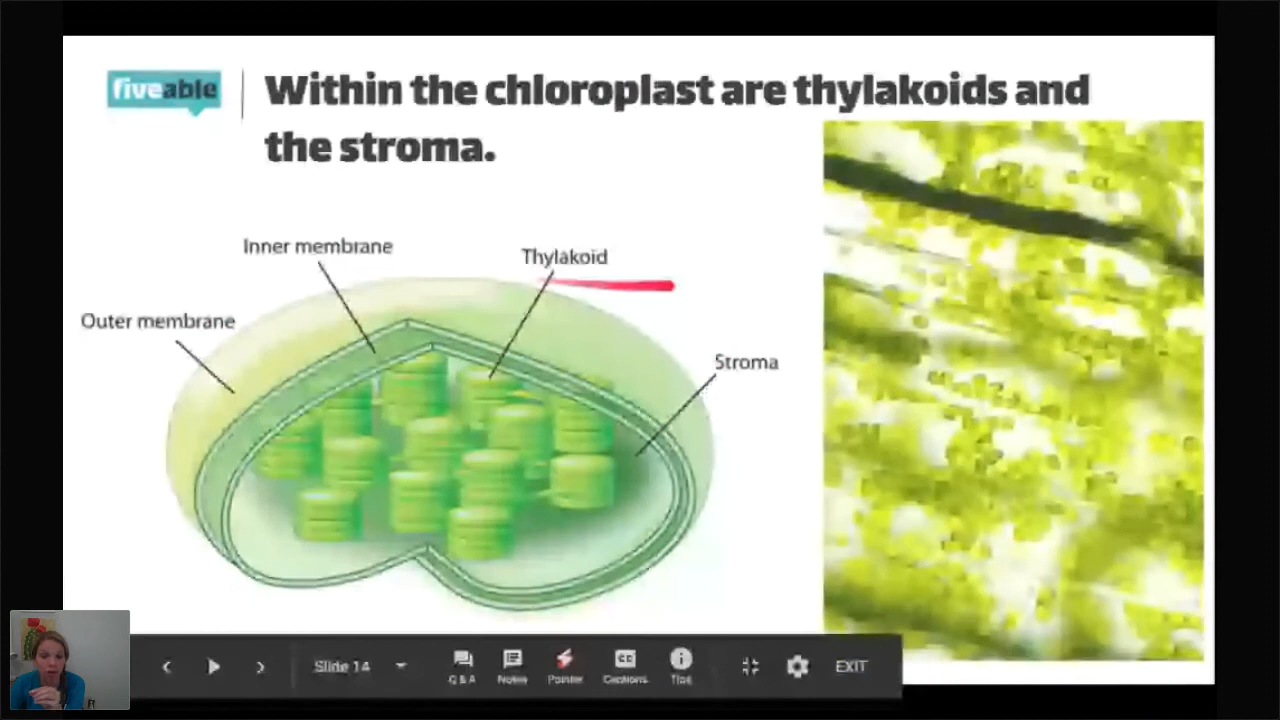 fiveable
Within the chloroplast are thylakoids and
the stroma.
Inner membrane
Thylakoid
Outer membrane
Stroma
Slide 14
Q & A
Notes
Pointer
Captions
Tips
EXIT